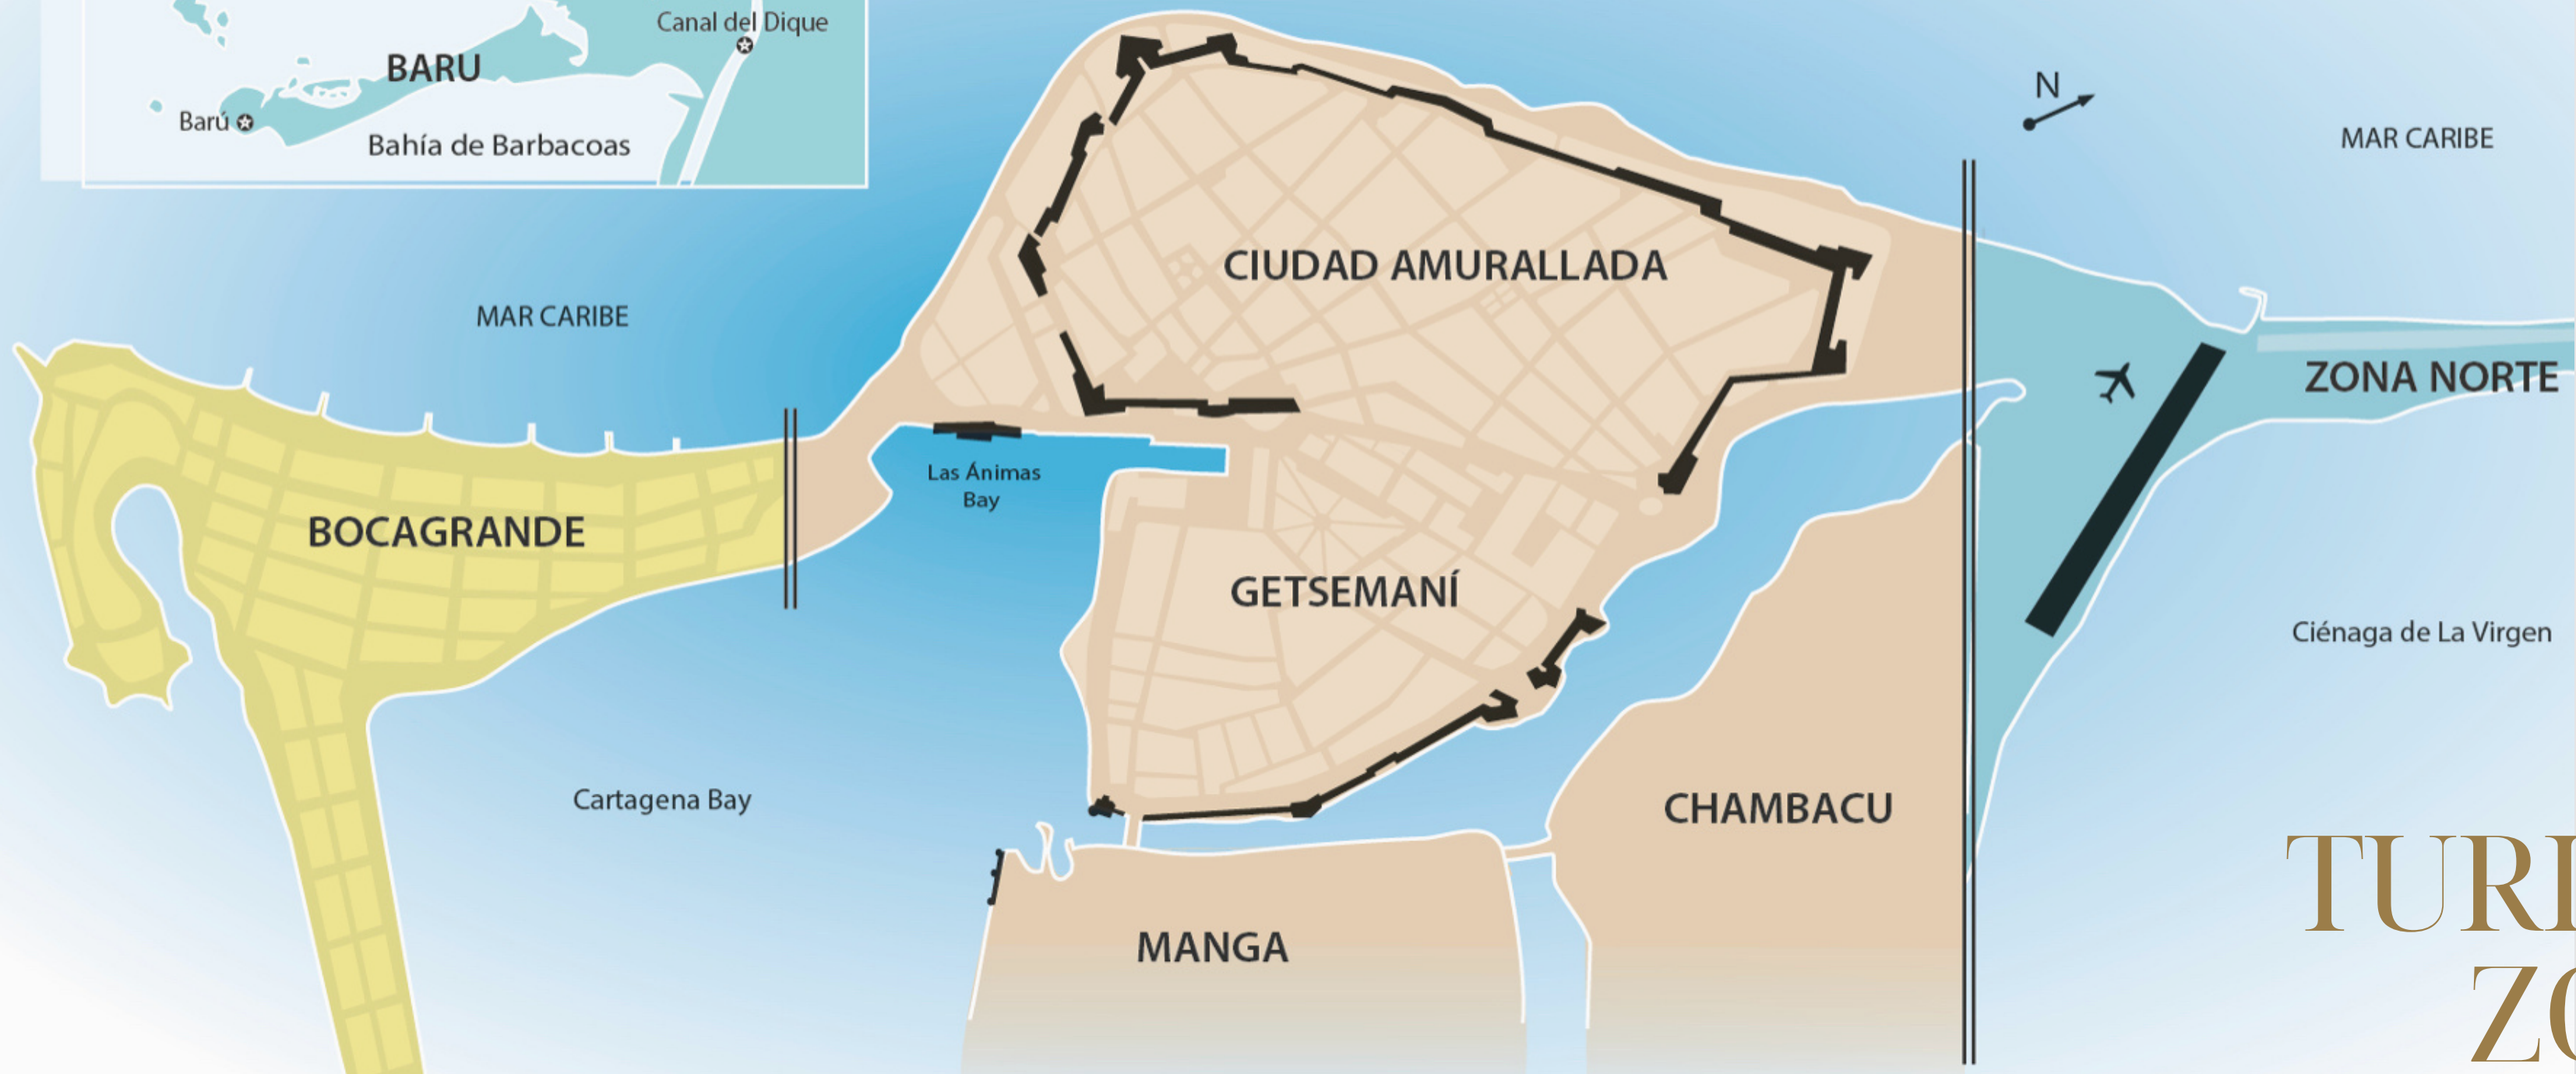 Canal del Dique
BARU
Barú
Bahía de Barbacoas
N
MAR CARIBE
CIUDAD AMURALLADA
MAR CARIBE
ZONA NORTE
Las Ánimas
Bay
BOCAGRANDE
GETSEMANÍ
Ciénaga de La Virgen
Cartagena Bay
CHAMBACU
MANGA